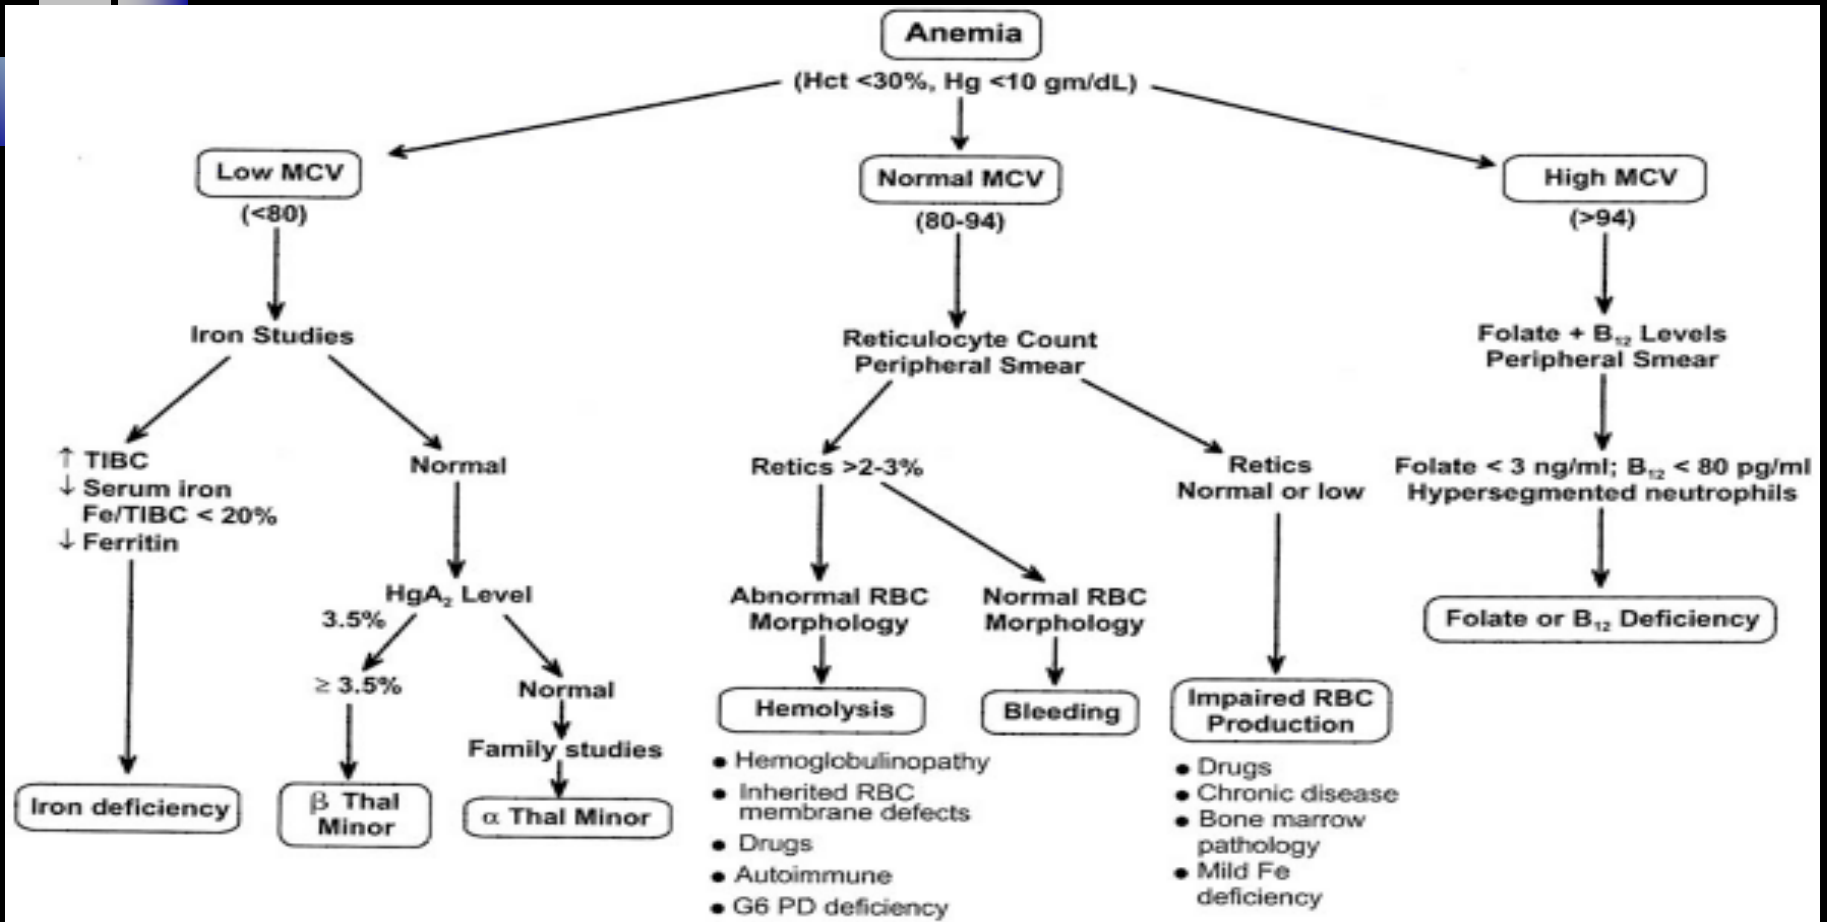 Anemia
(Hct <30%, Hg <10 gm/dL)
Low MCV
(<80)
Normal MCV
(80-94)
High MCV
(>94)
Iron Studies
Reticulocyte Count
Peripheral Smear
Folate + B₁₂ Levels
Peripheral Smear
↑ TIBC
↓ Serum iron
Fe/TIBC < 20%
↓ Ferritin
Normal
Retics >2-3%
Retics
Normal or low
Folate < 3 ng/ml; B₁₂ < 80 pg/ml
Hypersegmented neutrophils
HgA₂ Level
3.5%
≥ 3.5%
Normal
Family studies
Abnormal RBC
Morphology
Normal RBC
Morphology
Folate or B₁₂ Deficiency
Iron deficiency
β Thal
Minor
α Thal Minor
Hemolysis
Bleeding
Impaired RBC
Production
● Hemoglobulinopathy
● Inherited RBC
membrane defects
● Drugs
● Autoimmune
● G6 PD deficiency
● Drugs
● Chronic disease
● Bone marrow
pathology
● Mild Fe
deficiency